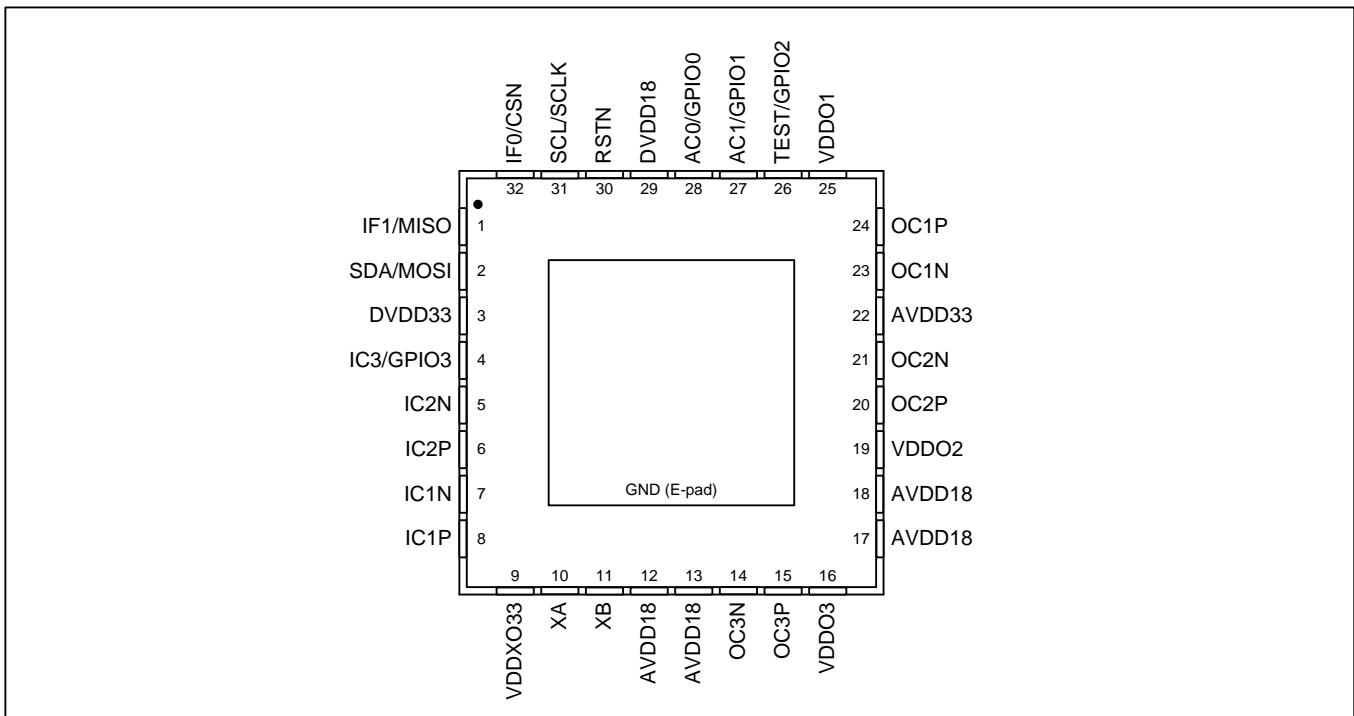 IF0/CSN
SCL/SCLK
RSTN
DVDD18
AC0/GPIO0
AC1/GPIO1
TEST/GPIO2
VDDO1
32 31 30 29 28 27 26 25
IF1/MISO 1 24 OC1P
SDA/MOSI 2 23 OC1N
DVDD33 3 22 AVDD33
IC3/GPIO3 4 21 OC2N
IC2N 5 20 OC2P
IC2P 6 19 VDDO2
IC1N 7 GND (E-pad) 18 AVDD18
IC1P 8 17 AVDD18
9 10 11 12 13 14 15 16
VDDXO33
XA
XB
AVDD18
AVDD18
OC3N
OC3P
VDDO3